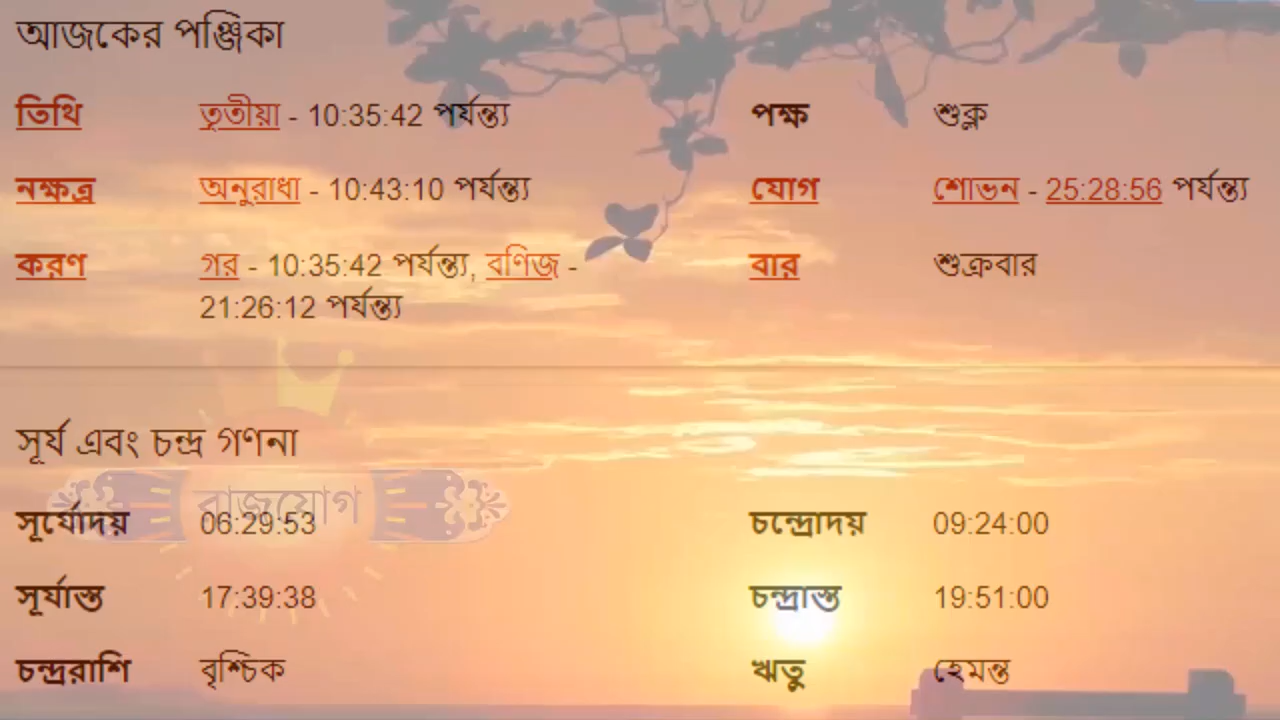 আজকের পঞ্জিকা
তিথি তৃতীয়া - 10:35:42 পর্যন্ত্য পক্ষ শুক্ল
নক্ষত্র অনুরাধা - 10:43:10 পর্যন্ত্য যোগ শোভন - 25:28:56 পর্যন্ত্য
করণ গর - 10:35:42 পর্যন্ত্য, বণিজ - বার শুক্রবার
21:26:12 পর্যন্ত্য
সূর্য এবং চন্দ্র গণনা
রাজযোগ
সূর্যোদয় 06:29:53 চন্দ্রোদয় 09:24:00
সূর্যাস্ত 17:39:38 চন্দ্রাস্ত 19:51:00
চন্দ্ররাশি বৃশ্চিক ঋতু হেমন্ত